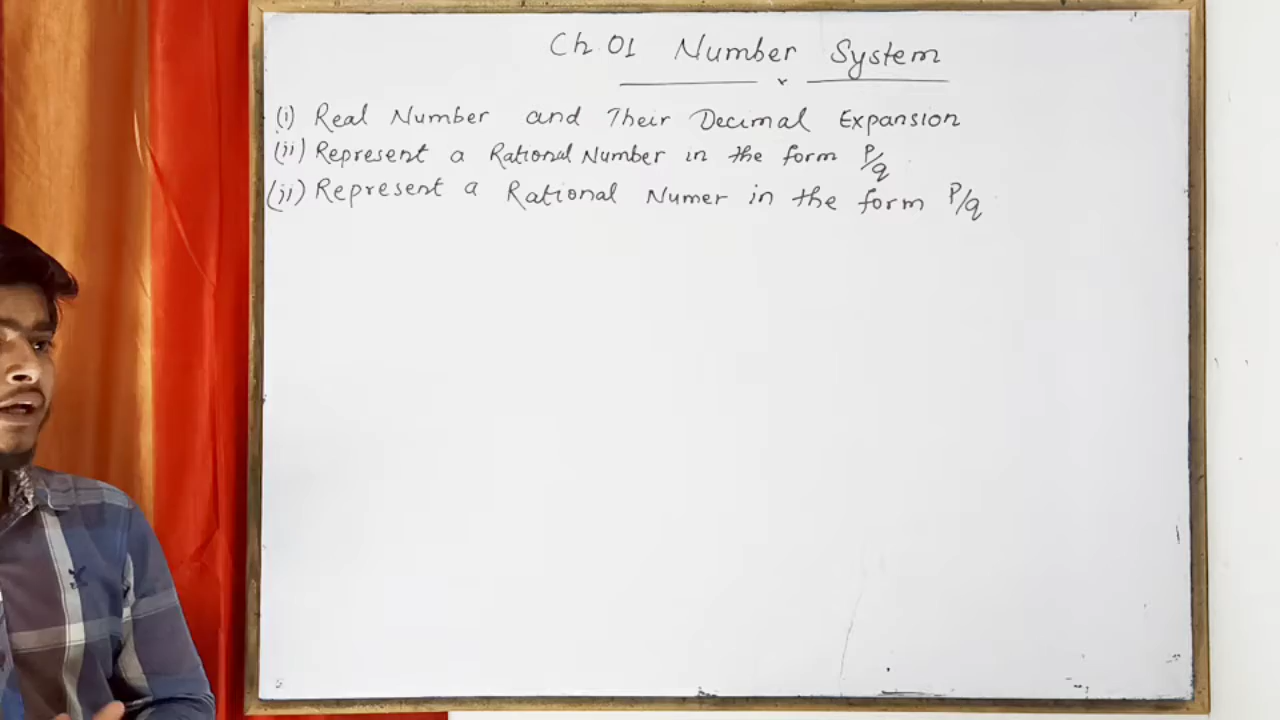 Ch. 01 Number System
x
(i) Real Number and Their Decimal Expansion
(ii) Represent a Rational Number in the form P/q
(ii) Represent a Rational Numer in the form P/q